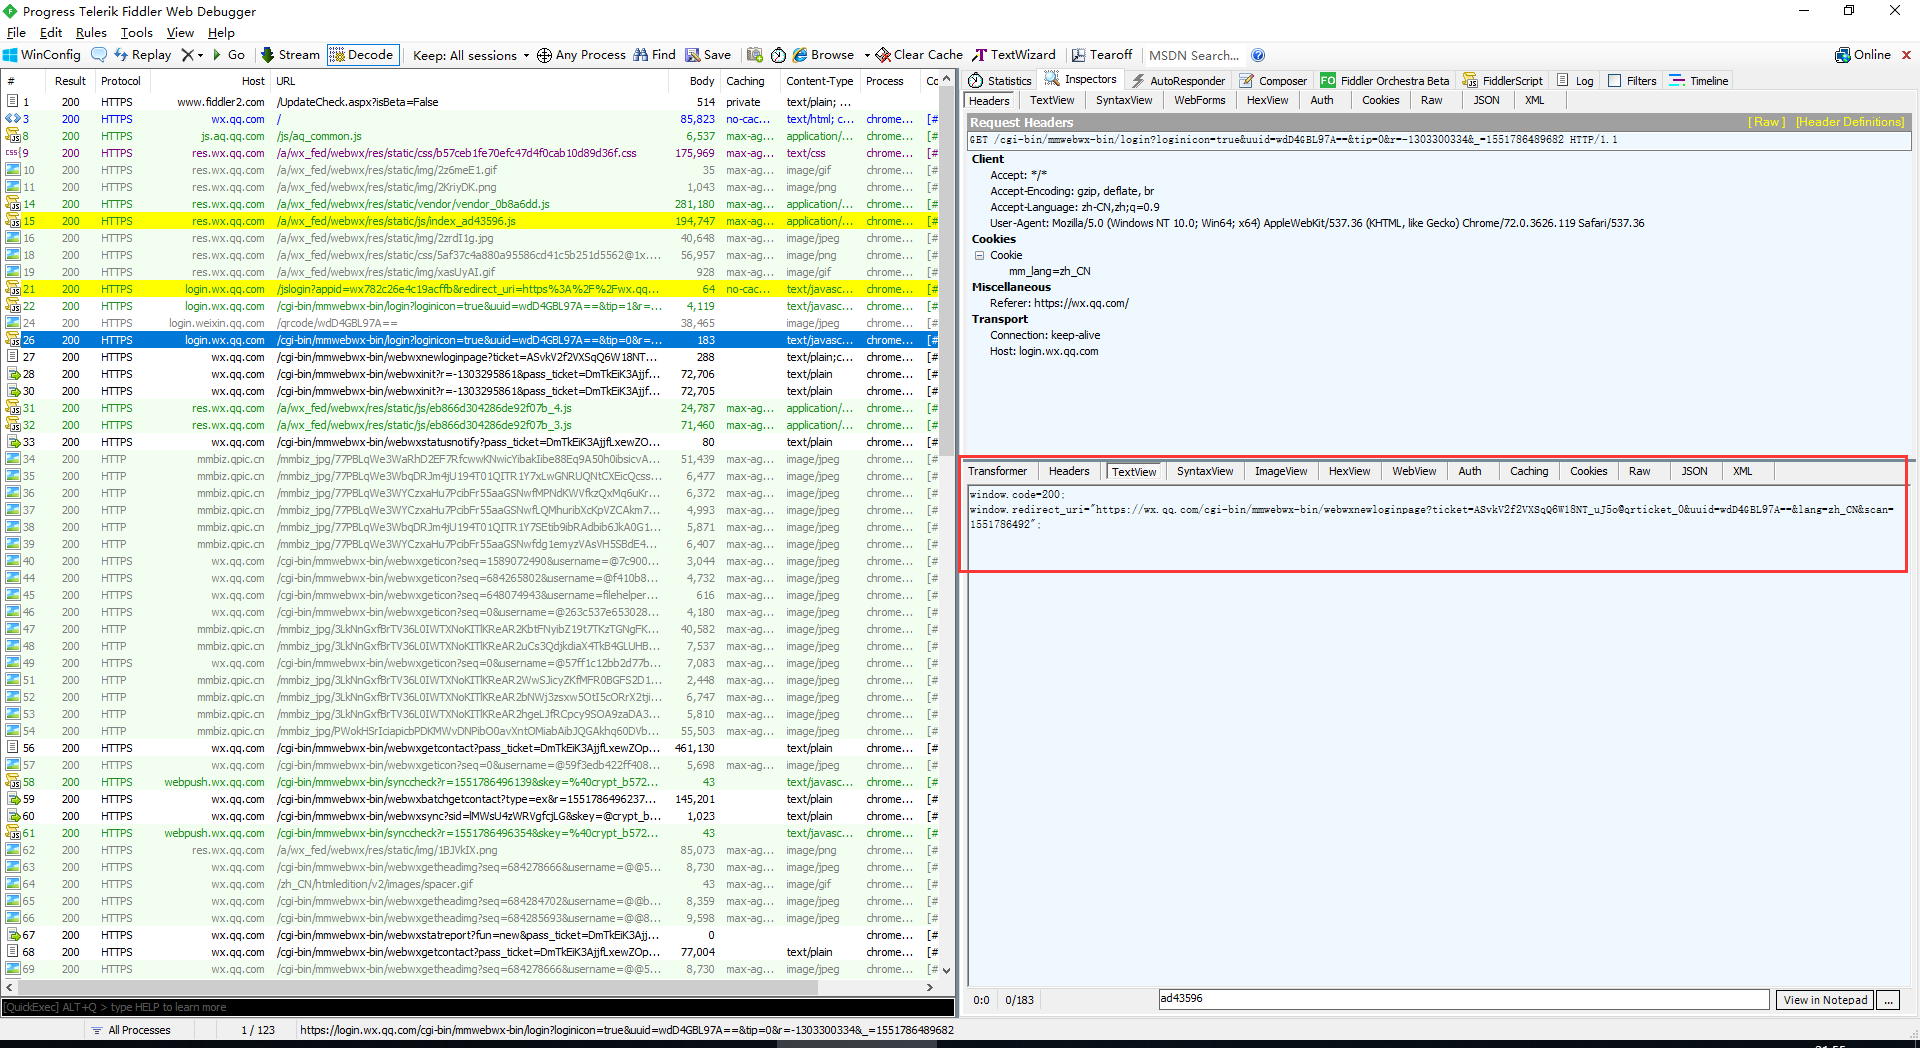 Progress Telerik Fiddler Web Debugger
File Edit Rules Tools View Help
WinConfig Replay Go Stream Decode Keep: All sessions Any Process Find Save Browse Clear Cache TextWizard Tearoff MSDN Search... Online
# Result Protocol Host URL Body Caching Content-Type Process Co
1 200 HTTPS www.fiddler2.com /UpdateCheck.aspx?isBeta=False 514 private text/plain; ...
3 200 HTTPS wx.qq.com / 85,823 no-cac... text/html; c... chrome... [#
8 200 HTTPS js.aq.qq.com /js/aq_common.js 6,537 max-ag... application/... chrome... [#
9 200 HTTPS res.wx.qq.com /a/wx_fed/webwx/res/static/css/b57ceb1fe70efc47d4f0cab10d89d36f.css 175,969 max-ag... text/css chrome... [#
10 200 HTTPS res.wx.qq.com /a/wx_fed/webwx/res/static/img/2z6meE1.gif 35 max-ag... image/gif chrome... [#
11 200 HTTPS res.wx.qq.com /a/wx_fed/webwx/res/static/img/2KriyDK.png 1,043 max-ag... image/png chrome... [#
14 200 HTTPS res.wx.qq.com /a/wx_fed/webwx/res/static/vendor/vendor_0b8a6dd.js 281,180 max-ag... application/... chrome... [#
15 200 HTTPS res.wx.qq.com /a/wx_fed/webwx/res/static/js/index_ad43596.js 194,747 max-ag... application/... chrome... [#
16 200 HTTPS res.wx.qq.com /a/wx_fed/webwx/res/static/img/2zrdI1g.jpg 40,648 max-ag... image/jpeg chrome... [#
18 200 HTTPS res.wx.qq.com /a/wx_fed/webwx/res/static/css/5af37c4a880a95586cd41c5b251d5562@1x.... 56,957 max-ag... image/png chrome... [#
19 200 HTTPS res.wx.qq.com /a/wx_fed/webwx/res/static/img/xasUyAI.gif 928 max-ag... image/gif chrome... [#
21 200 HTTPS login.wx.qq.com /jslogin?appid=wx782c26e4c19acffb&redirect_uri=https%3A%2F%2Fwx.qq... 64 no-cac... text/javasc... chrome... [#
22 200 HTTPS login.wx.qq.com /cgi-bin/mmwebwx-bin/login?loginicon=true&uuid=wdD4GBL97A==&tip=1&r=... 4,119 text/javasc... chrome... [#
24 200 HTTPS login.weixin.qq.com /qrcode/wdD4GBL97A== 38,465 image/jpeg chrome... [#
26 200 HTTPS login.wx.qq.com /cgi-bin/mmwebwx-bin/login?loginicon=true&uuid=wdD4GBL97A==&tip=0&r=... 183 text/javasc... chrome... [#
27 200 HTTPS wx.qq.com /cgi-bin/mmwebwx-bin/webwxnewloginpage?ticket=ASvkV2f2VXSqQ6W18NT... 288 text/plain;c... chrome... [#
28 200 HTTPS wx.qq.com /cgi-bin/mmwebwx-bin/webwxinit?r=-1303295861&pass_ticket=DmTkEiK3Ajjf... 72,706 text/plain chrome... [#
30 200 HTTPS wx.qq.com /cgi-bin/mmwebwx-bin/webwxinit?r=-1303295861&pass_ticket=DmTkEiK3Ajjf... 72,705 text/plain chrome... [#
31 200 HTTPS res.wx.qq.com /a/wx_fed/webwx/res/static/js/eb866d304286de92f07b_4.js 24,787 max-ag... application/... chrome... [#
32 200 HTTPS res.wx.qq.com /a/wx_fed/webwx/res/static/js/eb866d304286de92f07b_3.js 71,460 max-ag... application/... chrome... [#
33 200 HTTPS wx.qq.com /cgi-bin/mmwebwx-bin/webwxstatusnotify?pass_ticket=DmTkEiK3AjjfLxewZO... 80 text/plain chrome... [#
34 200 HTTP mmbiz.qpic.cn /mmbiz_jpg/77PBLqWe3WaRhD2EF7RfcwwKNwicYibakIibe88Eq9A50h0ibsicvA... 51,439 max-ag... image/jpeg chrome... [#
35 200 HTTP mmbiz.qpic.cn /mmbiz_jpg/77PBLqWe3WbqDRJm4jU194T01QITR1Y7xLwGNRUQNtCXEicQcss... 6,477 max-ag... image/jpeg chrome... [#
36 200 HTTP mmbiz.qpic.cn /mmbiz_jpg/77PBLqWe3WYCzxaHu7PcibFr55aaGSNwfMPNdKWVfkzQxMq6uKr... 6,372 max-ag... image/jpeg chrome... [#
37 200 HTTP mmbiz.qpic.cn /mmbiz_jpg/77PBLqWe3WYCzxaHu7PcibFr55aaGSNwfLQMhuribXcKpVZCAkm7... 4,993 max-ag... image/jpeg chrome... [#
38 200 HTTP mmbiz.qpic.cn /mmbiz_jpg/77PBLqWe3WbqDRJm4jU194T01QITR1Y7SEtib9ibRAdbib6JkA0G1... 5,871 max-ag... image/jpeg chrome... [#
39 200 HTTP mmbiz.qpic.cn /mmbiz_jpg/77PBLqWe3WYCzxaHu7PcibFr55aaGSNwfdg1emyzVAsVH5SBdE4... 6,407 max-ag... image/jpeg chrome... [#
40 200 HTTPS wx.qq.com /cgi-bin/mmwebwx-bin/webwxgeticon?seq=1589072490&username=@7c900... 3,044 max-ag... image/jpeg chrome... [#
44 200 HTTPS wx.qq.com /cgi-bin/mmwebwx-bin/webwxgeticon?seq=684265802&username=@f410b8... 4,732 max-ag... image/jpeg chrome... [#
45 200 HTTPS wx.qq.com /cgi-bin/mmwebwx-bin/webwxgeticon?seq=648074943&username=filehelper... 616 max-ag... image/jpeg chrome... [#
46 200 HTTPS wx.qq.com /cgi-bin/mmwebwx-bin/webwxgeticon?seq=0&username=@263c537e653028... 4,180 max-ag... image/jpeg chrome... [#
47 200 HTTP mmbiz.qpic.cn /mmbiz_jpg/3LkNnGxfBrTV36L0IWTXNoKITlKReAR2KbtFNyibZ19t7TKzTGNgFK... 40,582 max-ag... image/jpeg chrome... [#
48 200 HTTP mmbiz.qpic.cn /mmbiz_jpg/3LkNnGxfBrTV36L0IWTXNoKITlKReAR2uCs3QdjkdiaX4TkB4GLUHB... 7,537 max-ag... image/jpeg chrome... [#
49 200 HTTPS wx.qq.com /cgi-bin/mmwebwx-bin/webwxgeticon?seq=0&username=@57ff1c12bb2d77b... 7,083 max-ag... image/jpeg chrome... [#
51 200 HTTP mmbiz.qpic.cn /mmbiz_jpg/3LkNnGxfBrTV36L0IWTXNoKITlKReAR2WwSJicyZKfMFR0BGFS2D1... 2,448 max-ag... image/jpeg chrome... [#
52 200 HTTP mmbiz.qpic.cn /mmbiz_jpg/3LkNnGxfBrTV36L0IWTXNoKITlKReAR2bNWj3zsxw5OtI5cORrX2tji... 6,747 max-ag... image/jpeg chrome... [#
53 200 HTTP mmbiz.qpic.cn /mmbiz_jpg/3LkNnGxfBrTV36L0IWTXNoKITlKReAR2hgeLJfRCpcy9SOA9zaDA3... 5,810 max-ag... image/jpeg chrome... [#
54 200 HTTP mmbiz.qpic.cn /mmbiz_jpg/PWokHSrIciapicbPDKMWvDNPibO0avXntOMiabAibJQGAkhq60DVb... 55,503 max-ag... image/jpeg chrome... [#
56 200 HTTPS wx.qq.com /cgi-bin/mmwebwx-bin/webwxgetcontact?pass_ticket=DmTkEiK3AjjfLxewZOp... 461,130 text/plain chrome... [#
57 200 HTTPS wx.qq.com /cgi-bin/mmwebwx-bin/webwxgeticon?seq=0&username=@59f3edb422ff408... 5,698 max-ag... image/jpeg chrome... [#
58 200 HTTPS webpush.wx.qq.com /cgi-bin/mmwebwx-bin/synccheck?r=1551786496139&skey=%40crypt_b572... 43 text/javasc... chrome... [#
59 200 HTTPS wx.qq.com /cgi-bin/mmwebwx-bin/webwxbatchgetcontact?type=ex&r=1551786496237... 145,201 text/plain chrome... [#
60 200 HTTPS wx.qq.com /cgi-bin/mmwebwx-bin/webwxsync?sid=lMWsU4zWRVgfcjLG&skey=@crypt_b... 1,023 text/plain chrome... [#
61 200 HTTPS webpush.wx.qq.com /cgi-bin/mmwebwx-bin/synccheck?r=1551786496354&skey=%40crypt_b572... 43 text/javasc... chrome... [#
62 200 HTTPS res.wx.qq.com /a/wx_fed/webwx/res/static/img/1BJVkIX.png 85,073 max-ag... image/png chrome... [#
63 200 HTTPS wx.qq.com /cgi-bin/mmwebwx-bin/webwxgetheadimg?seq=684278666&username=@@5... 8,730 max-ag... image/jpeg chrome... [#
64 200 HTTPS wx.qq.com /zh_CN/htmledition/v2/images/spacer.gif 43 max-ag... image/gif chrome... [#
65 200 HTTPS wx.qq.com /cgi-bin/mmwebwx-bin/webwxgetheadimg?seq=684284702&username=@@b... 8,359 max-ag... image/jpeg chrome... [#
66 200 HTTPS wx.qq.com /cgi-bin/mmwebwx-bin/webwxgetheadimg?seq=684285693&username=@@8... 9,598 max-ag... image/jpeg chrome... [#
67 200 HTTPS wx.qq.com /cgi-bin/mmwebwx-bin/webwxstatreport?fun=new&pass_ticket=DmTkEiK3Ajj... 0 chrome... [#
68 200 HTTPS wx.qq.com /cgi-bin/mmwebwx-bin/webwxgetcontact?pass_ticket=DmTkEiK3AjjfLxewZOp... 77,004 text/plain chrome... [#
69 200 HTTPS wx.qq.com /cgi-bin/mmwebwx-bin/webwxgetheadimg?seq=684278666&username=@@5... 8,730 max-ag... image/jpeg chrome... [#
[QuickExec] ALT+Q > type HELP to learn more
All Processes 1 / 123 https://login.wx.qq.com/cgi-bin/mmwebwx-bin/login?loginicon=true&uuid=wdD4GBL97A==&tip=0&r=-1303300334&_=1551786489682
Statistics Inspectors AutoResponder Composer FO Fiddler Orchestra Beta FiddlerScript Log Filters Timeline
Headers TextView SyntaxView WebForms HexView Auth Cookies Raw JSON XML
Request Headers [ Raw ] [Header Definitions]
GET /cgi-bin/mmwebwx-bin/login?loginicon=true&uuid=wdD4GBL97A==&tip=0&r=-1303300334&_=1551786489682 HTTP/1.1
Client
Accept: */*
Accept-Encoding: gzip, deflate, br
Accept-Language: zh-CN,zh;q=0.9
User-Agent: Mozilla/5.0 (Windows NT 10.0; Win64; x64) AppleWebKit/537.36 (KHTML, like Gecko) Chrome/72.0.3626.119 Safari/537.36
Cookies
Cookie
mm_lang=zh_CN
Miscellaneous
Referer: https://wx.qq.com/
Transport
Connection: keep-alive
Host: login.wx.qq.com
Transformer Headers TextView SyntaxView ImageView HexView WebView Auth Caching Cookies Raw JSON XML
window.code=200;
window.redirect_uri="https://wx.qq.com/cgi-bin/mmwebwx-bin/webwxnewloginpage?ticket=ASvkV2f2VXSqQ6W18NT_uJ5o@qrticket_0&uuid=wdD4GBL97A==&lang=zh_CN&scan=
1551786492";
0:0 0/183 ad43596 View in Notepad ...